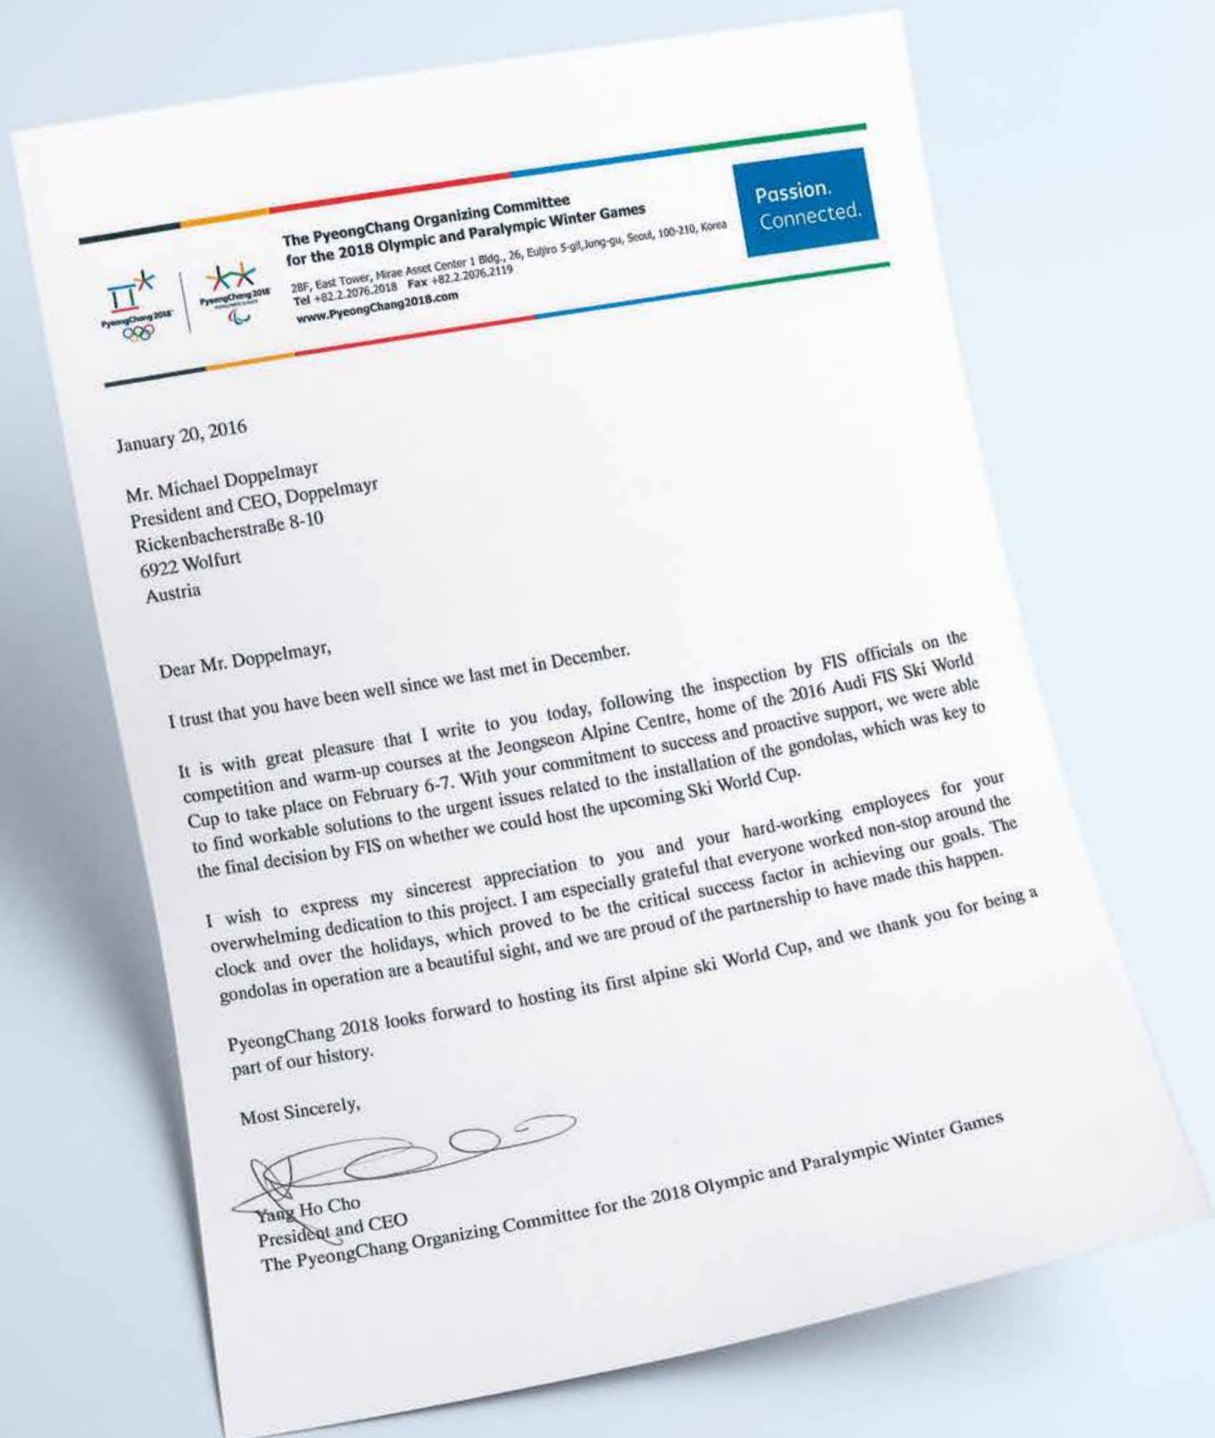 The PyeongChang Organizing Committee
for the 2018 Olympic and Paralympic Winter Games
28F, East Tower, Mirae Asset Center 1 Bldg., 26, Euljiro 5-gil,Jung-gu, Seoul, 100-210, Korea
Tel +82.2.2076.2018 Fax +82.2.2076.2119
www.PyeongChang2018.com
Passion.
Connected.
PyeongChang 2018
PyeongChang 2018
January 20, 2016
Mr. Michael Doppelmayr
President and CEO, Doppelmayr
Rickenbacherstraße 8-10
6922 Wolfurt
Austria
Dear Mr. Doppelmayr,
I trust that you have been well since we last met in December.
It is with great pleasure that I write to you today, following the inspection by FIS officials on the
competition and warm-up courses at the Jeongseon Alpine Centre, home of the 2016 Audi FIS Ski World
Cup to take place on February 6-7. With your commitment to success and proactive support, we were able
to find workable solutions to the urgent issues related to the installation of the gondolas, which was key to
the final decision by FIS on whether we could host the upcoming Ski World Cup.
I wish to express my sincerest appreciation to you and your hard-working employees for your
overwhelming dedication to this project. I am especially grateful that everyone worked non-stop around the
clock and over the holidays, which proved to be the critical success factor in achieving our goals. The
gondolas in operation are a beautiful sight, and we are proud of the partnership to have made this happen.
PyeongChang 2018 looks forward to hosting its first alpine ski World Cup, and we thank you for being a
part of our history.
Most Sincerely,
Yang Ho Cho
President and CEO
The PyeongChang Organizing Committee for the 2018 Olympic and Paralympic Winter Games